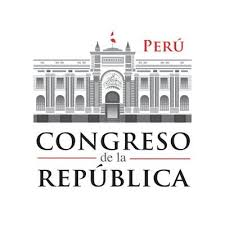 PERÚ
CONGRESO
de la
REPÚBLICA